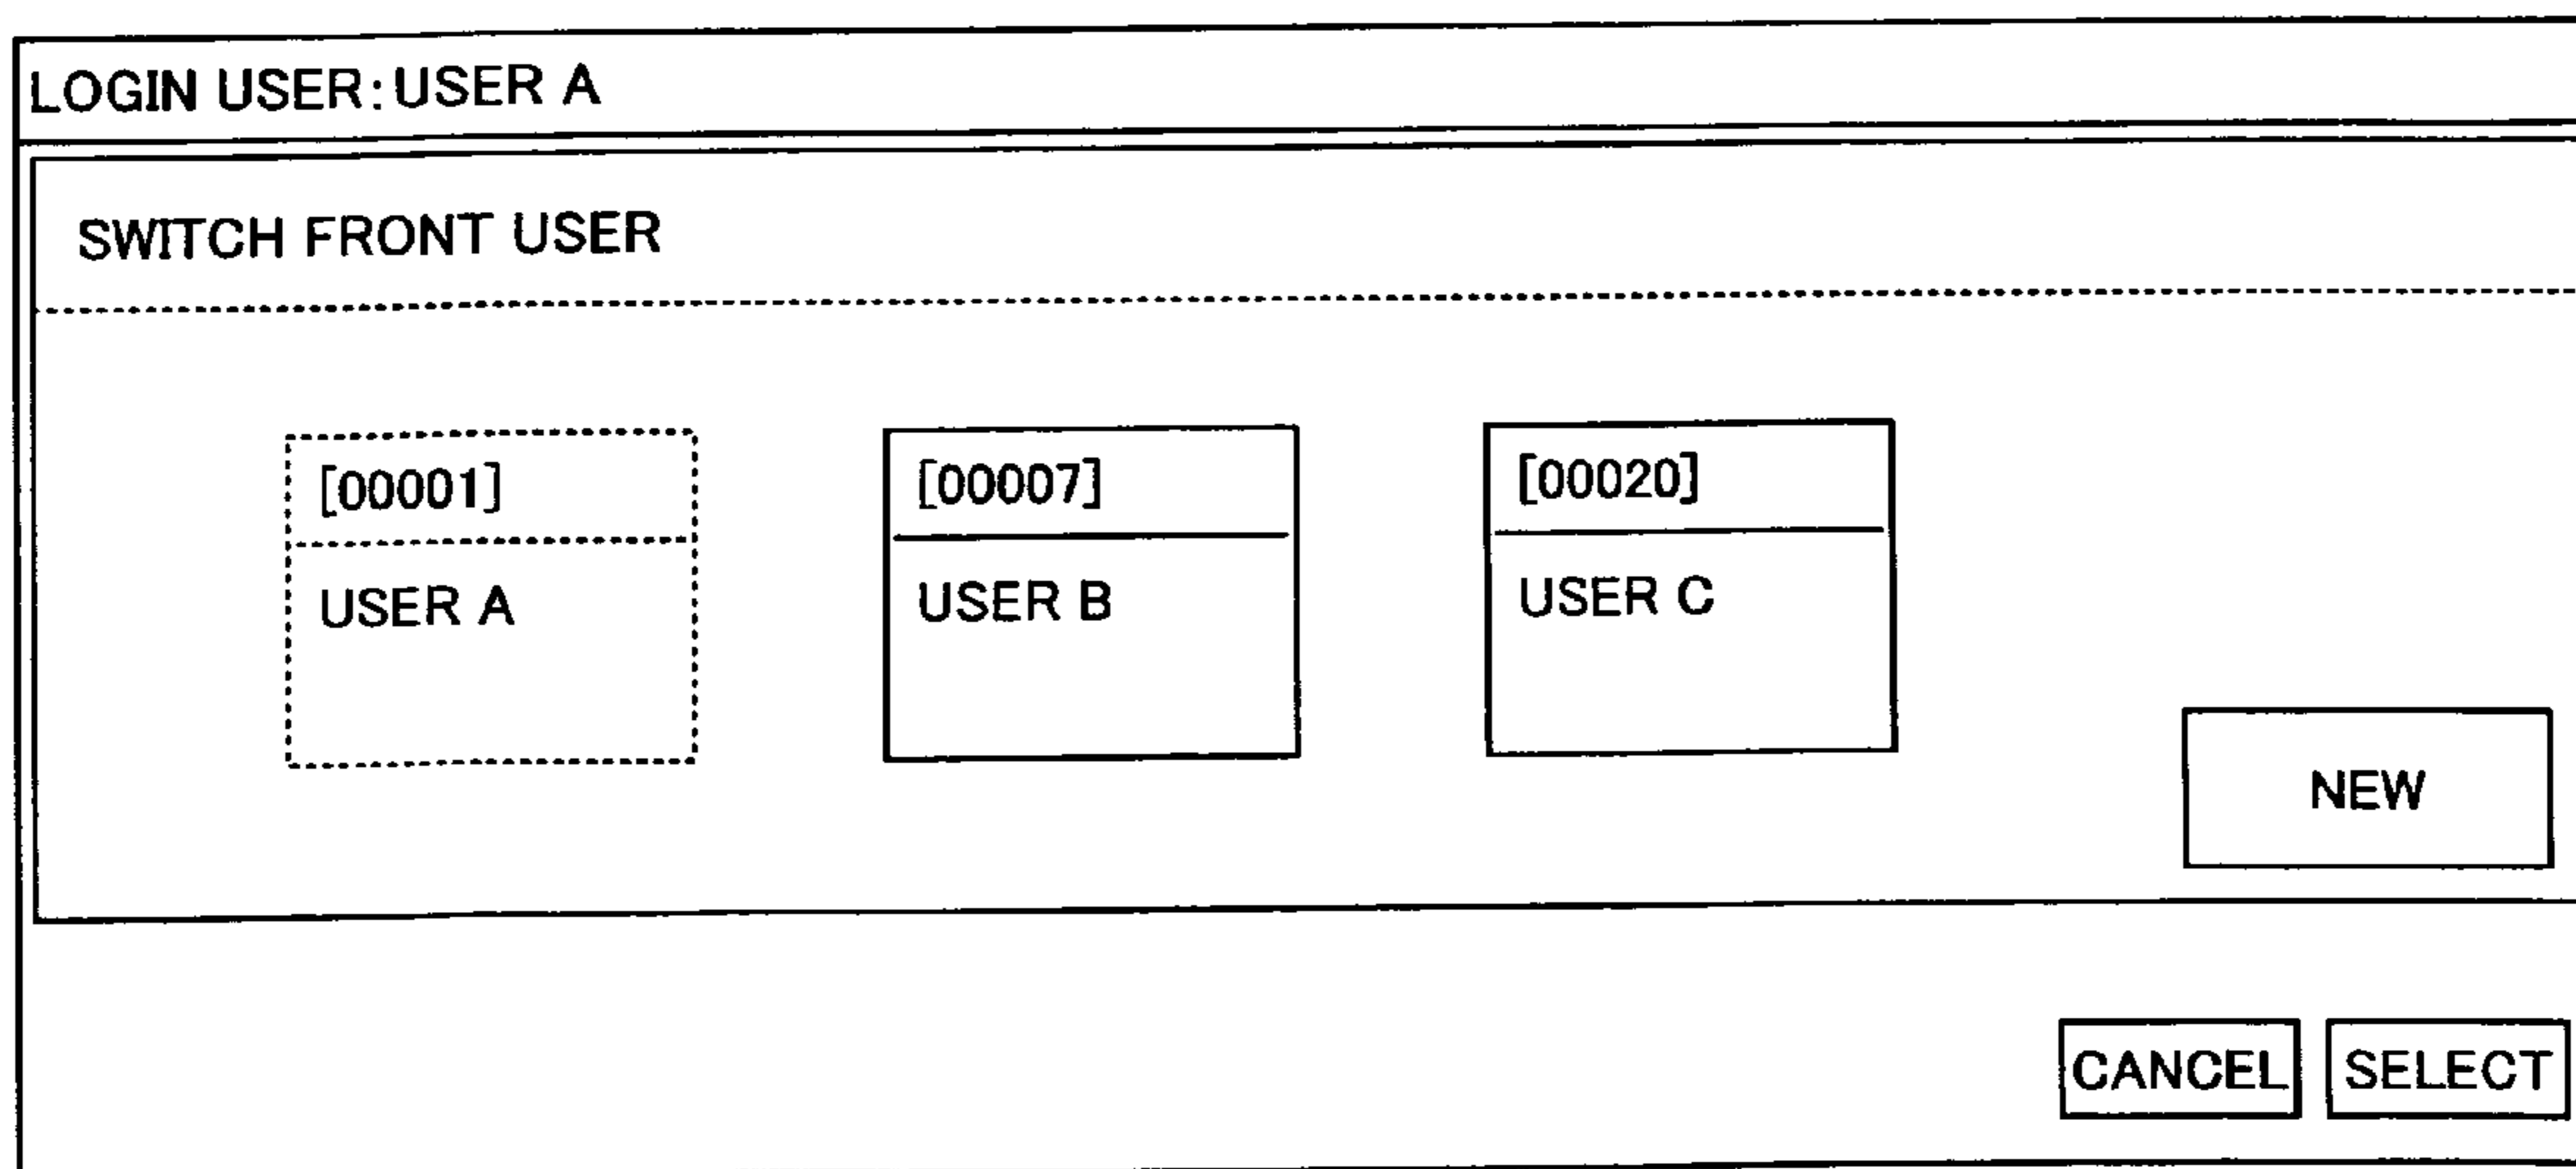 LOGIN USER:USER A
SWITCH FRONT USER
[00001]
USER A
[00007]
USER B
[00020]
USER C
NEW
CANCEL
SELECT